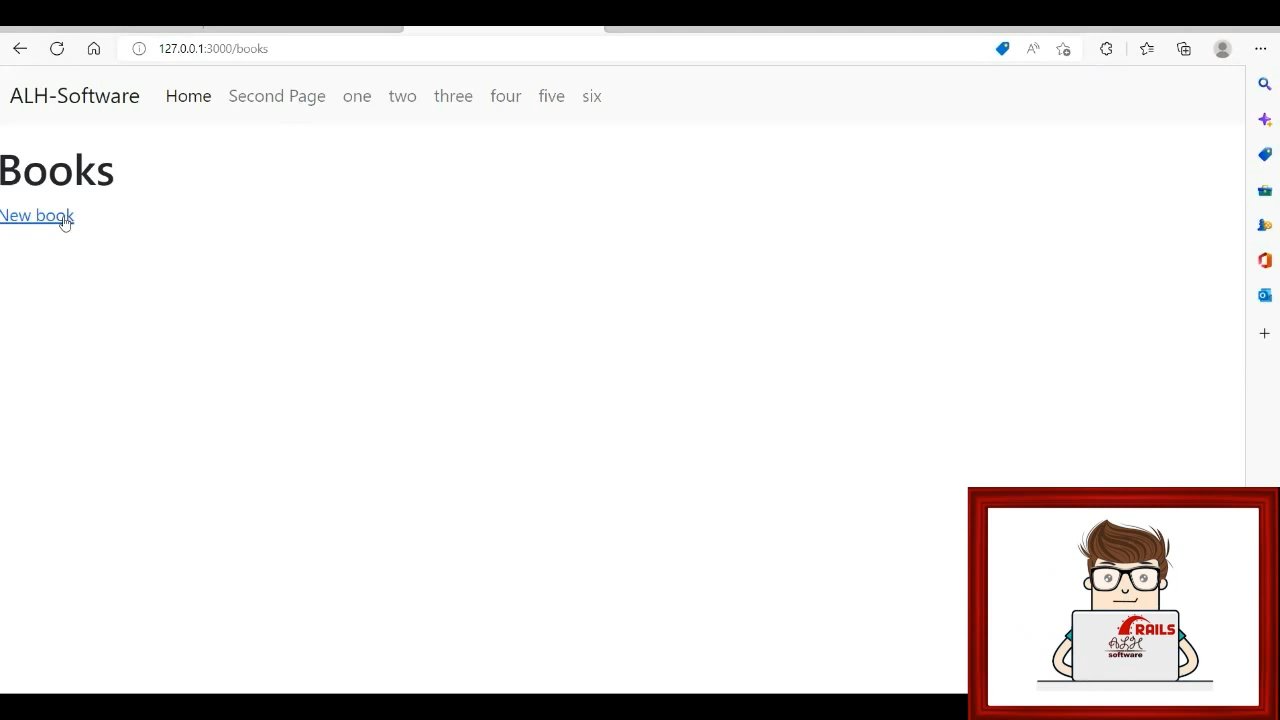 127.0.0.1:3000/books
ALH-Software Home Second Page one two three four five six
Books
New book
RAILS
ALH
software